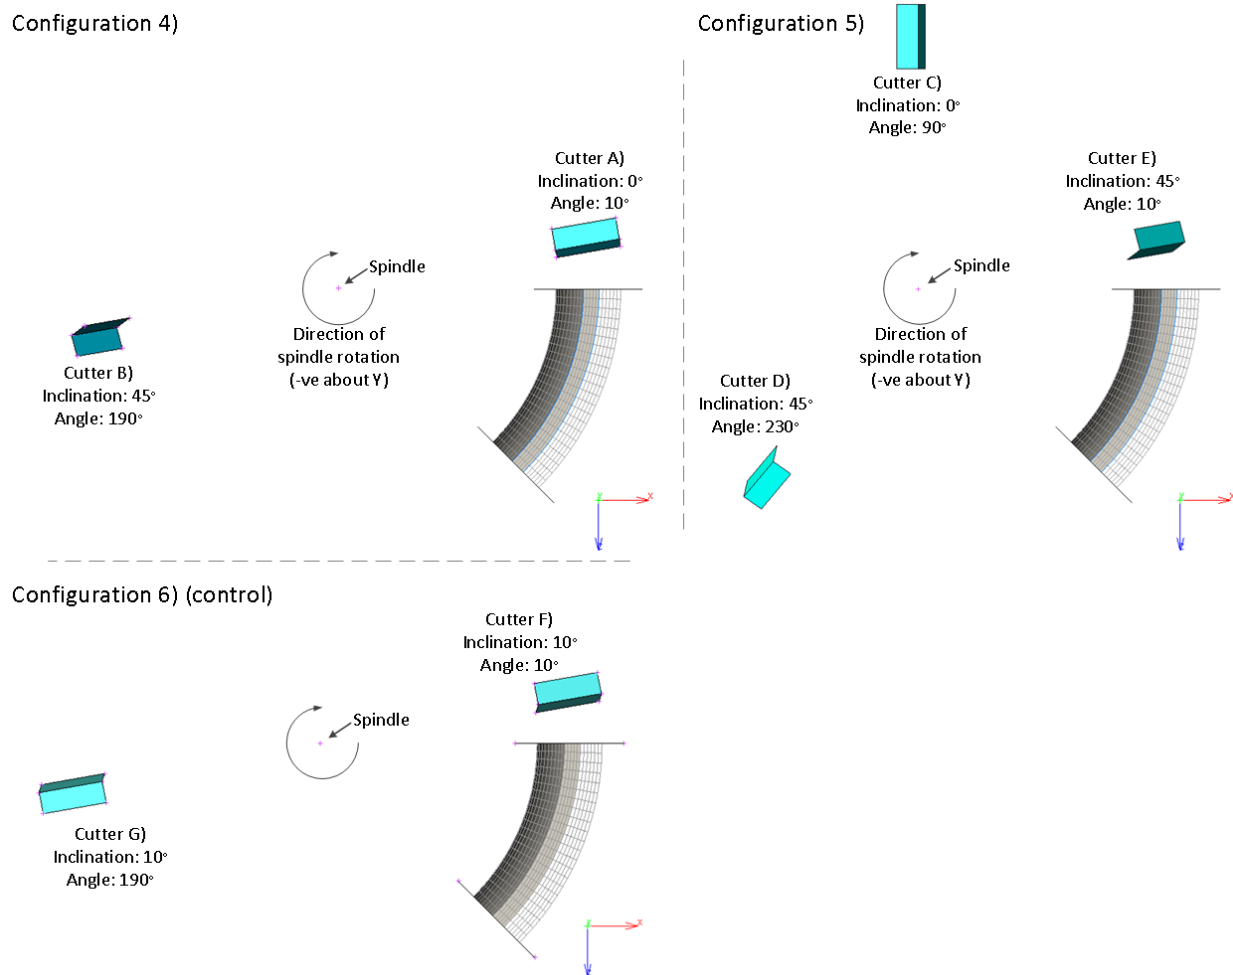 Configuration 4)
Cutter A)
Inclination: 0°
Angle: 10°
Spindle
Direction of
spindle rotation
(-ve about Y)
Cutter B)
Inclination: 45°
Angle: 190°
x
Configuration 5)
Cutter C)
Inclination: 0°
Angle: 90°
Cutter E)
Inclination: 45°
Angle: 10°
Spindle
Direction of
spindle rotation
(-ve about Y)
Cutter D)
Inclination: 45°
Angle: 230°
x
Configuration 6) (control)
Cutter F)
Inclination: 10°
Angle: 10°
Spindle
Cutter G)
Inclination: 10°
Angle: 190°
x